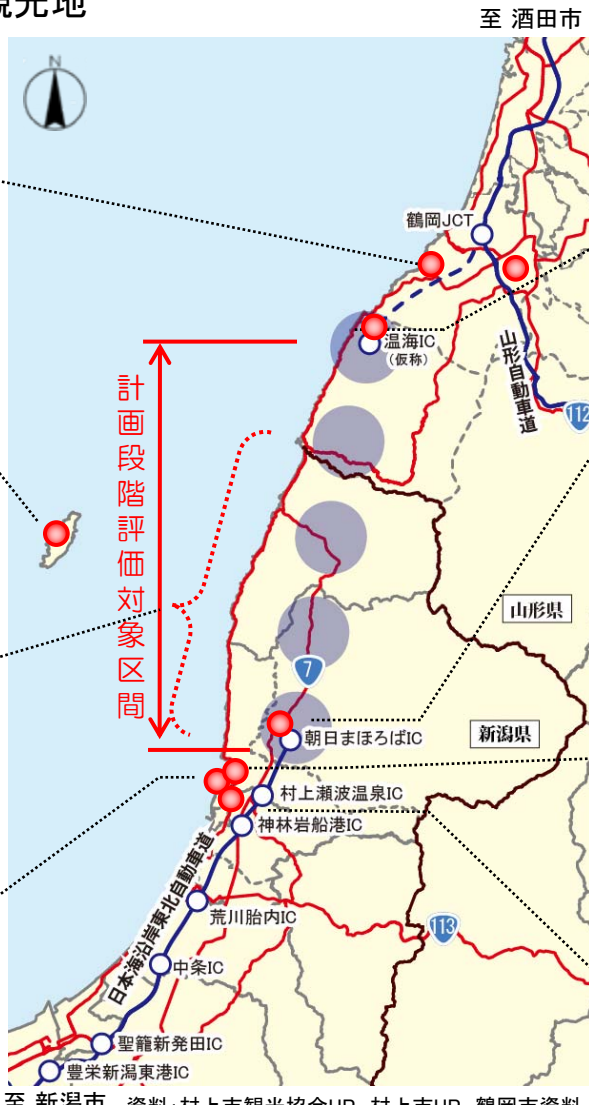 観光地
至 酒田市
鶴岡JCT
温海IC
(仮称)
山形自動車道
112
計画段階評価対象区間
山形県
7
新潟県
朝日まほろばIC
村上瀬波温泉IC
神林岩船港IC
日本海沿岸東北自動車道
荒川胎内IC
113
中条IC
聖籠新発田IC
豊栄新潟東港IC
至 新潟市
資料:村上市観光協会HP、村上市HP、鶴岡市資料